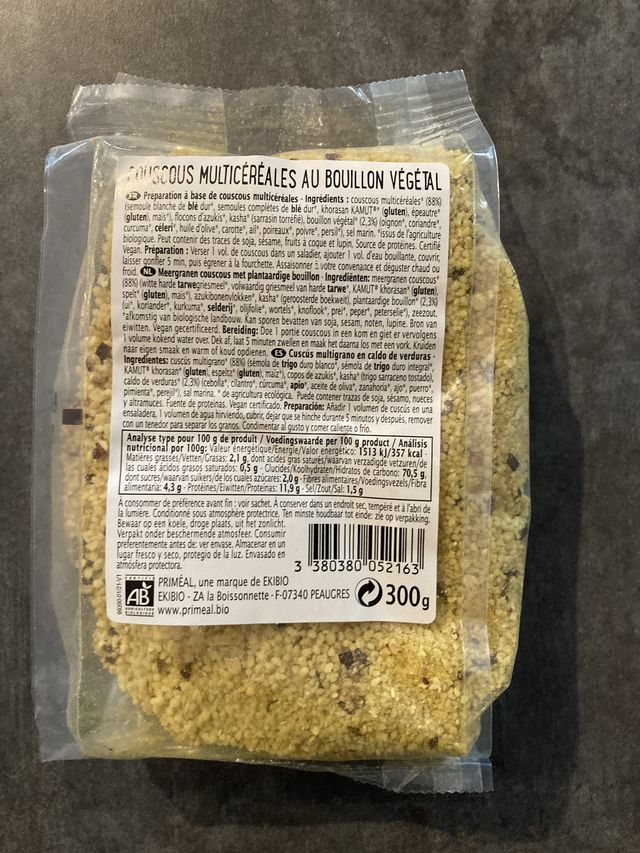 COUSCOUS MULTICÉRÉALES AU BOUILLON VÉGÉTAL
FR Préparation à base de couscous multicéréales - Ingrédients : couscous multicéréales* (88%)
(semoule blanche de blé dur*, semoules complètes de blé dur*, khorasan KAMUT®* (gluten), épeautre*
(gluten), maïs*), flocons d'azukis*, kasha* (sarrasin torréfié), bouillon végétal* (2,3%) (oignon*, coriandre*,
curcuma*, céleri*, huile d'olive*, carotte*, ail*, poireaux*, poivre*, persil*), sel marin. *issus de l'agriculture
biologique. Peut contenir des traces de soja, sésame, fruits à coque et lupin. Source de protéines. Certifié
Vegan. Préparation : Verser 1 vol. de couscous dans un saladier, ajouter 1 vol. d'eau bouillante, couvrir,
laisser gonfler 5 min, puis égrener à la fourchette. Assaisonner à votre convenance et déguster chaud ou
froid. NL Meergranen couscous met plantaardige bouillon - Ingrediënten: meergranen couscous*
(88%) (witte harde tarwegriesmeel*, volwaardig griesmeel van harde tarwe*, KAMUT® khorasan* (gluten),
spelt* (gluten), mais*), azukibonenvlokken*, kasha* (geroosterde boekweit), plantaardige bouillon* (2,3%)
(ui*, koriander*, kurkuma*, selderij*, olijfolie*, wortels*, knoflook*, prei*, peper*, peterselie*), zeezout.
*afkomstig van biologische landbouw. Kan sporen bevatten van soja, sesam, noten, lupine. Bron van
eiwitten. Vegan gecertificeerd. Bereiding: Doe 1 portie couscous in een kom en giet er vervolgens
1 volume kokend water over. Dek af, laat 5 minuten zwellen en maak het daarna los met een vork. Kruiden
naar eigen smaak en warm of koud opdienen. ES Cuscús multigrano en caldo de verduras -
Ingredientes: cuscús multigrano* (88%) (sémola de trigo duro blanco*, sémola de trigo duro integral*,
KAMUT® khorasan* (gluten), espelta* (gluten), maíz*), copos de azukis*, kasha* (trigo sarraceno tostado),
caldo de verduras* (2,3%) (cebolla*, cilantro*, cúrcuma*, apio*, aceite de oliva*, zanahoria*, ajo*, puerro*,
pimienta*, perejil*), sal marina. * de agricultura ecológica. Puede contener trazas de soja, sésamo, nueces
y altramuces. Fuente de proteínas. Vegan certificado. Preparación: Añadir 1 volumen de cuscús en una
ensaladera, 1 volumen de agua hirviendo, cubrir, dejar que se hinche durante 5 minutos y después, remover
con un tenedor para separar los granos. Condimentar al gusto y comer caliente o frío.
Analyse type pour 100 g de produit / Voedingswaarde per 100 g product / Análisis
nutricional por 100g: Valeur énergétique/Energie/Valor energético: 1513 kJ/357 kcal -
Matières grasses/Vetten/Grasas: 2,1 g, dont acides gras saturés/waarvan verzadigde vetzuren/de
las cuales ácidos grasos saturados: 0,5 g - Glucides/Koolhydraten/Hidratos de carbono: 70,5 g,
dont sucres/waarvan suikers/de los cuales azúcares: 2,0 g - Fibres alimentaires/Voedingsvezels/Fibra
alimentaria: 4,3 g - Protéines/Eiwitten/Proteínas: 11,9 g - Sel/Zout/Sal: 1,5 g
A consommer de préférence avant fin : voir sachet. A conserver dans un endroit sec, tempéré et à l'abri de
la lumière. Conditionné sous atmosphère protectrice. Ten minste houdbaar tot einde: zie op verpakking.
Bewaar op een koele, droge plaats, uit het zonlicht.
Verpakt onder beschermende atmosfeer. Consumir
preferentemente antes de: ver envase. Almacenar en un
lugar fresco y seco, protegio de la luz. Envasado en
atmósfera protectora.
3 380380 052163
CERTIFIÉ
AB
AGRICULTURE
BIOLOGIQUE
PRIMÉAL, une marque de EKIBIO
EKIBIO - ZA la Boissonnette - F-07340 PEAUGRES
www.primeal.bio
300g
99390-01/21-V1